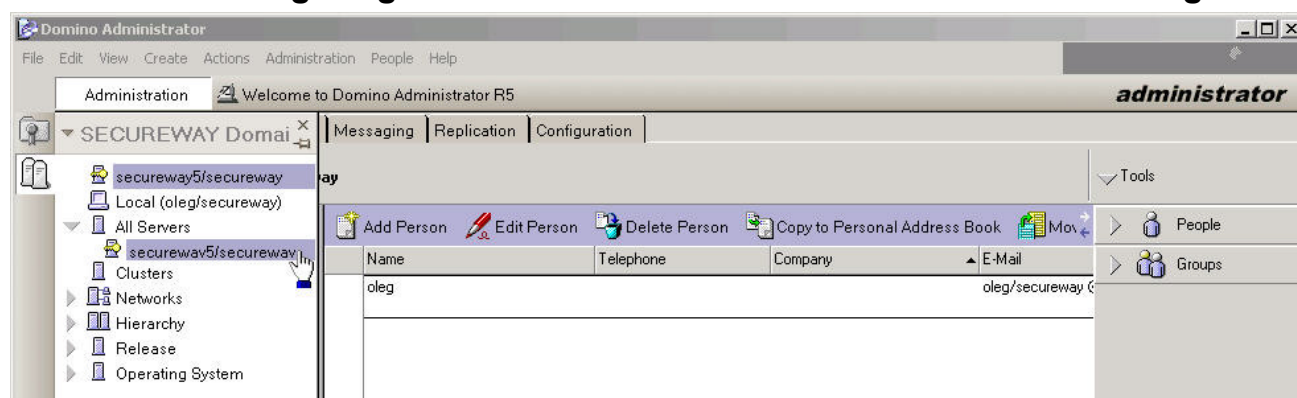 Domino Administrator
File Edit View Create Actions Administration People Help
Administration Welcome to Domino Administrator R5 administrator
SECUREWAY Domai
Messaging Replication Configuration
secureway5/secureway
way
Tools
Local (oleg/secureway)
All Servers
secureway5/secureway
Clusters
Networks
Hierarchy
Release
Operating System
Add Person Edit Person Delete Person Copy to Personal Address Book Mov
Name Telephone Company E-Mail
oleg oleg/secureway
People
Groups